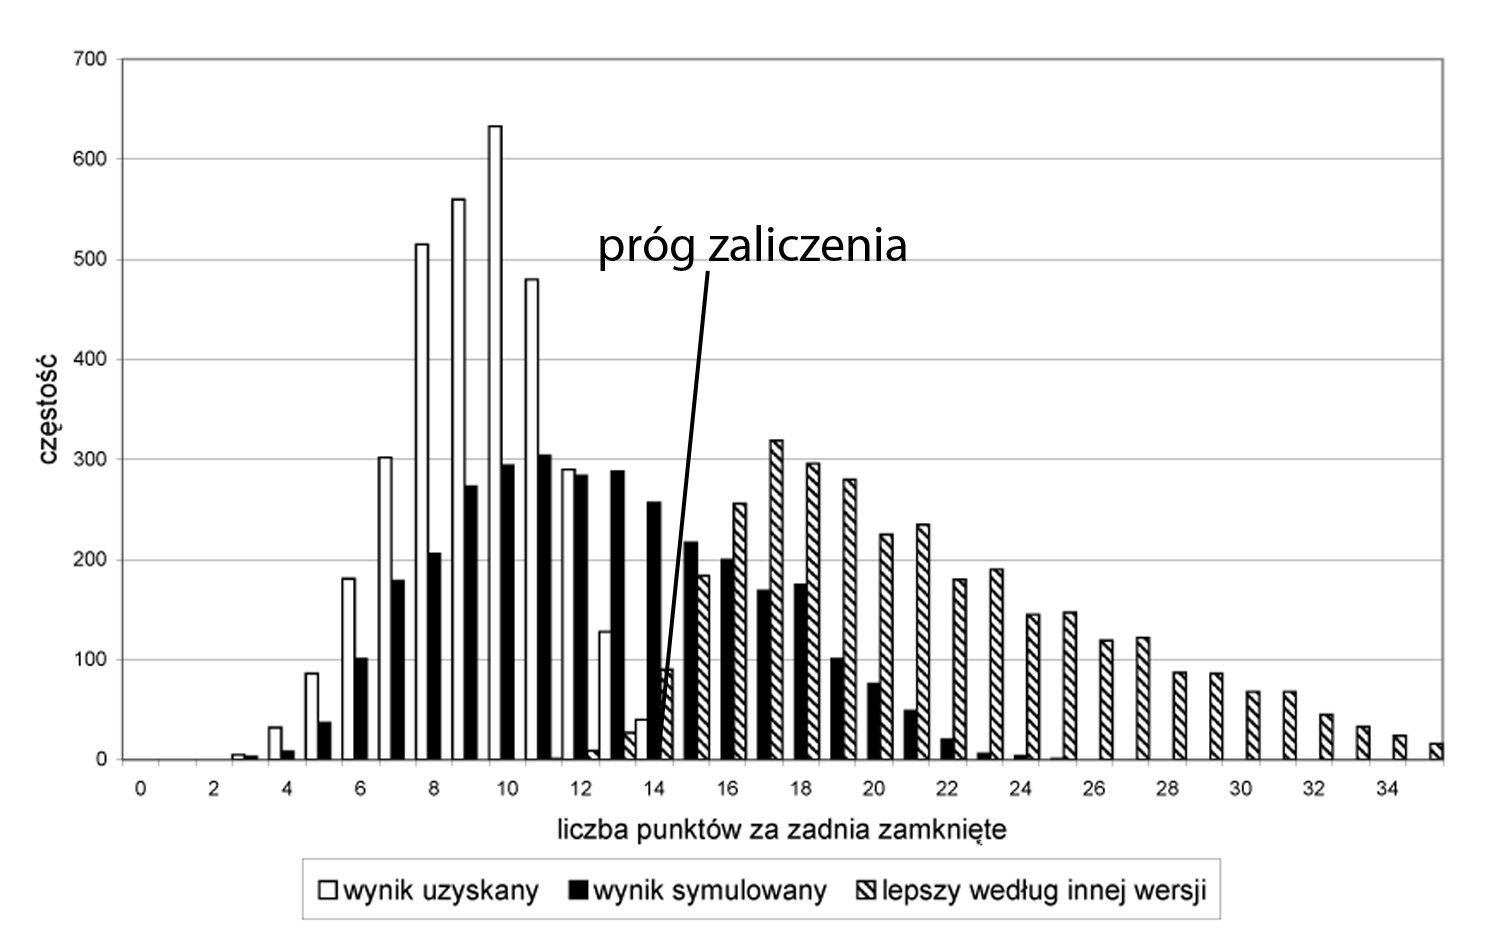 700
600
500
400
300
200
100
0
częstość
próg zaliczenia
0 2 4 6 8 10 12 14 16 18 20 22 24 26 28 30 32 34
liczba punktów za zadnia zamknięte
wynik uzyskany wynik symulowany lepszy według innej wersji